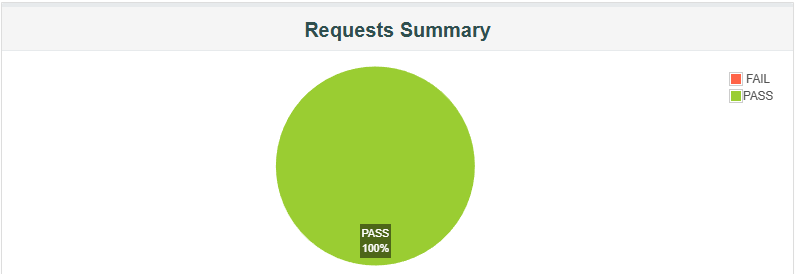 Requests Summary
FAIL
PASS
PASS
100%